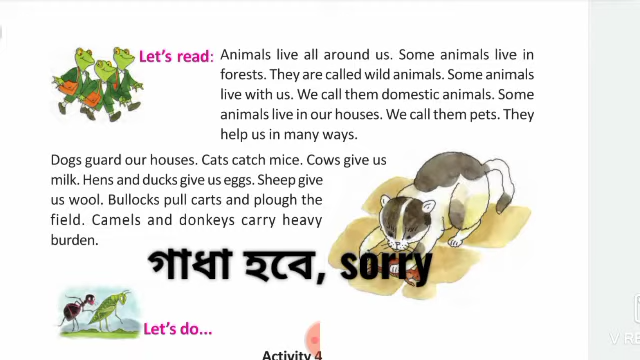 Let's read: Animals live all around us. Some animals live in
forests. They are called wild animals. Some animals
live with us. We call them domestic animals. Some
animals live in our houses. We call them pets. They
help us in many ways.
Dogs guard our houses. Cats catch mice. Cows give us
milk. Hens and ducks give us eggs. Sheep give
us wool. Bullocks pull carts and plough the
field. Camels and donkeys carry heavy
burden.
গাধা হবে, sorry
Let's do...
Activity 4